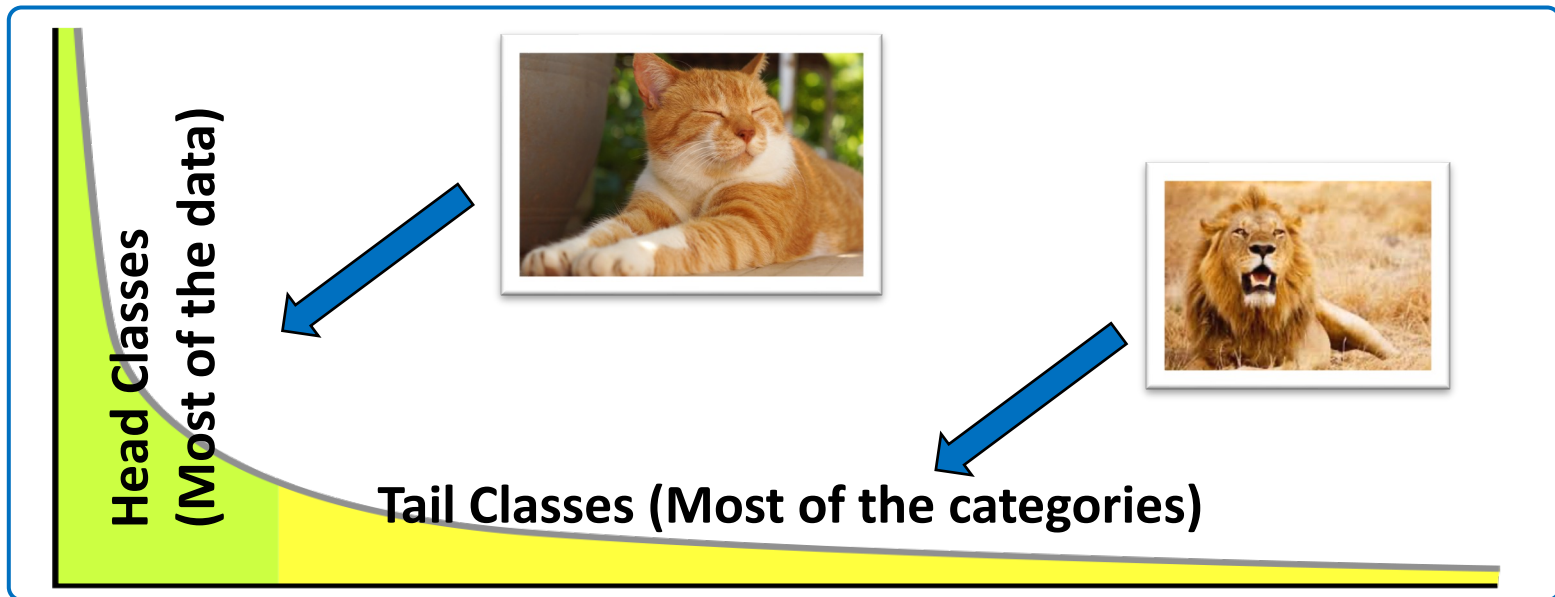 Head Classes
(Most of the data)
Tail Classes (Most of the categories)